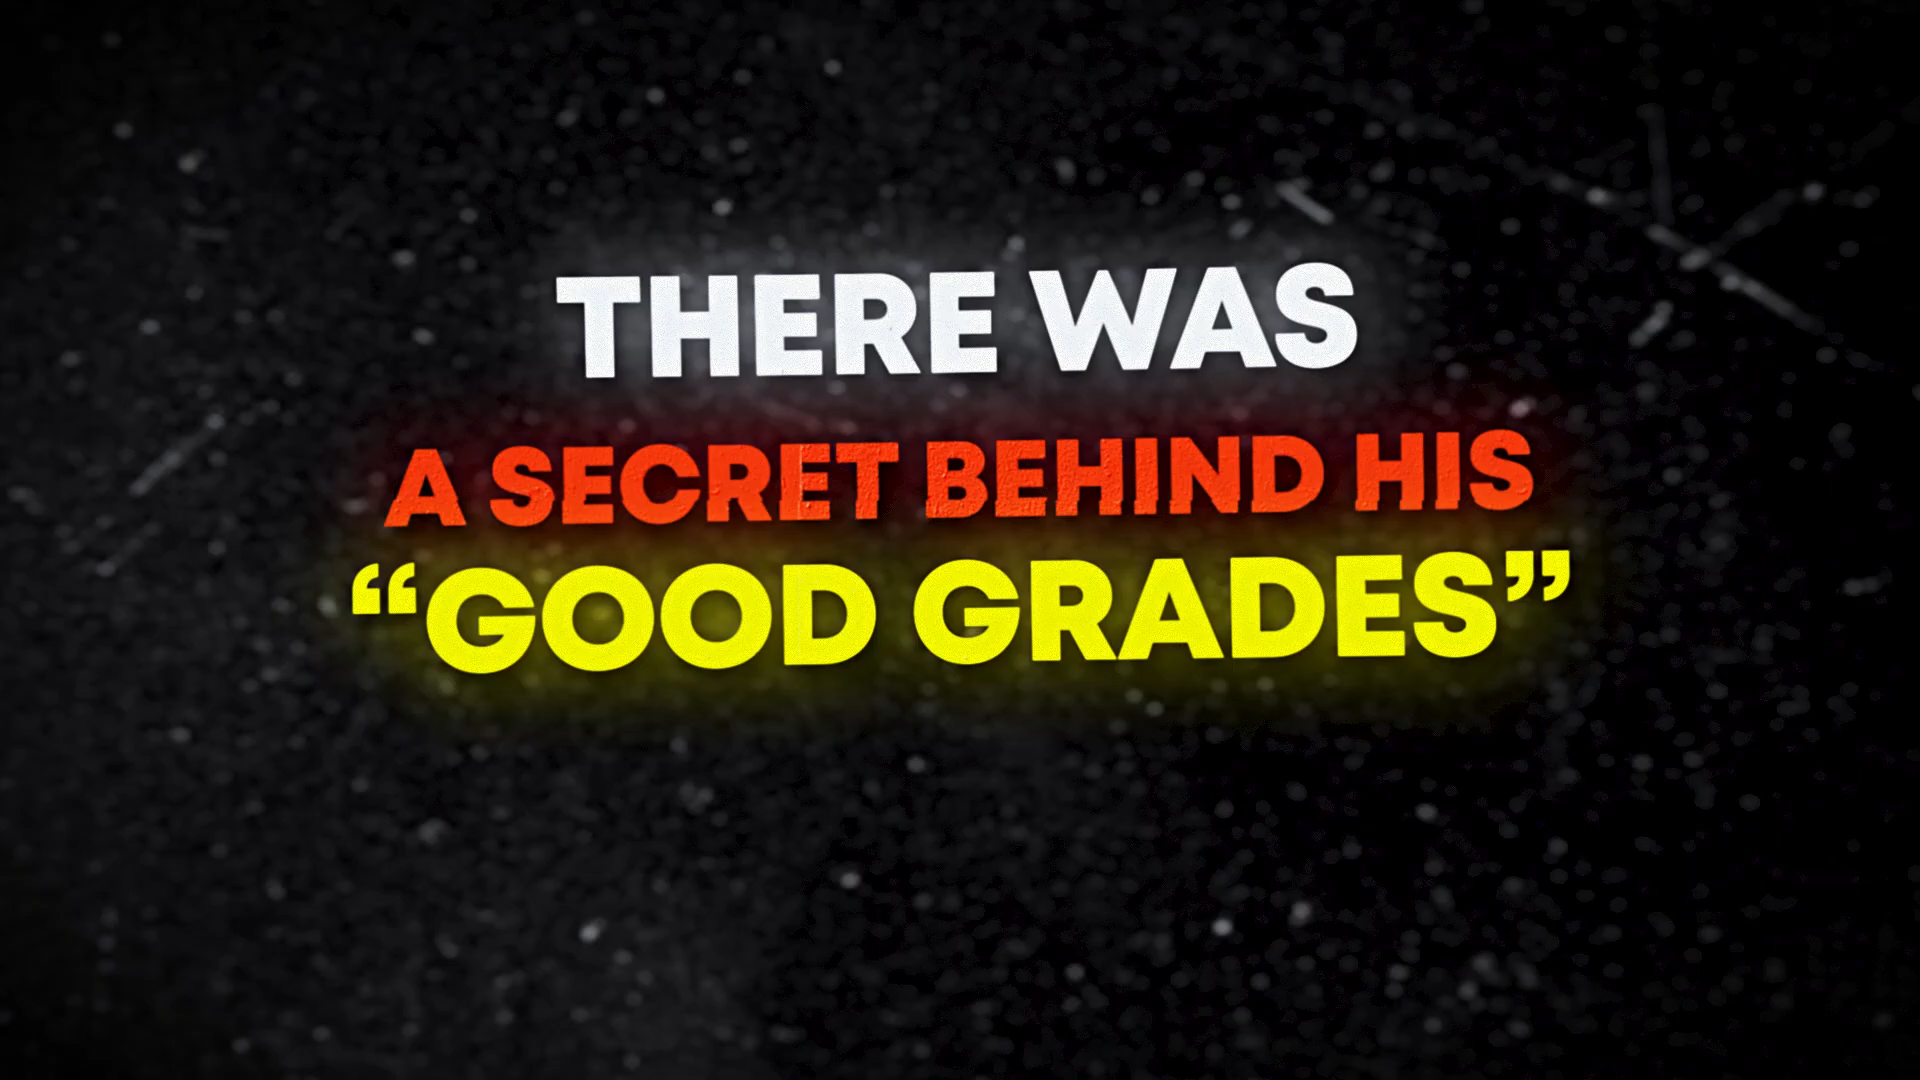 THERE WAS
A SECRET BEHIND HIS
“GOOD GRADES”